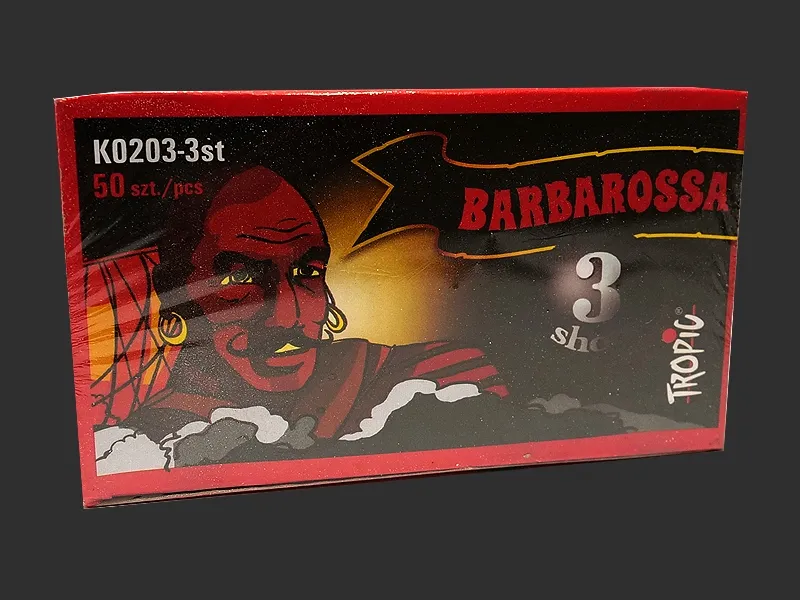 K0203-3st
50 szt./pcs
BARBAROSSA
3
TROPIC®